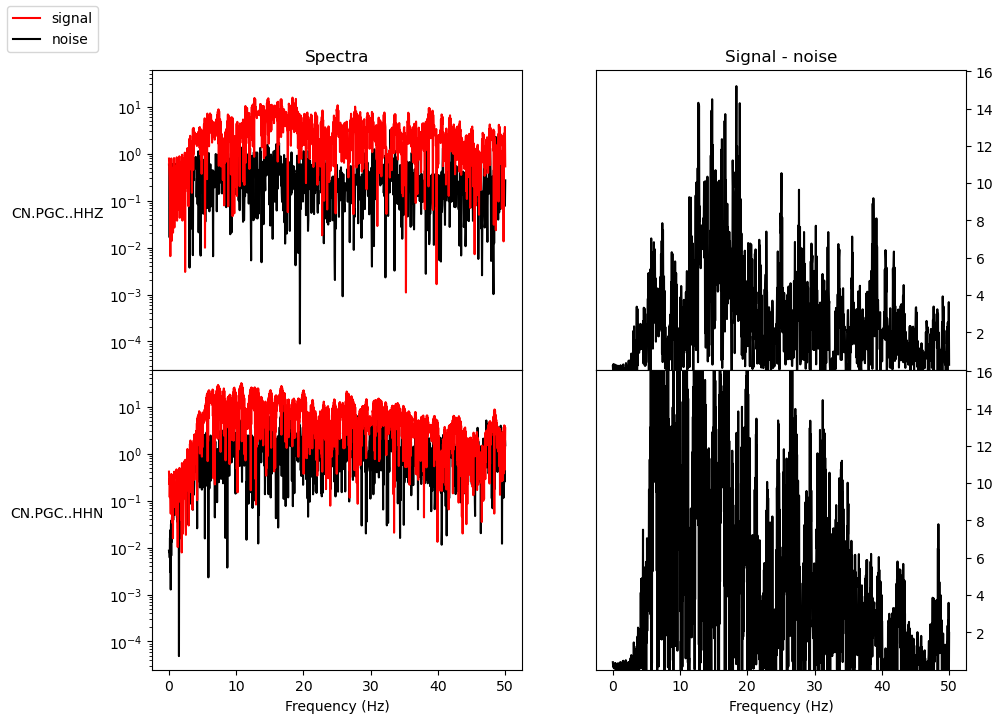 signal
noise
Spectra
Signal - noise
CN.PGC..HHZ
10¹
10⁰
10⁻¹
10⁻²
10⁻³
10⁻⁴
16
14
12
10
8
6
4
2
CN.PGC..HHN
10¹
10⁰
10⁻¹
10⁻²
10⁻³
10⁻⁴
16
14
12
10
8
6
4
2
0 10 20 30 40 50
0 10 20 30 40 50
Frequency (Hz)
Frequency (Hz)